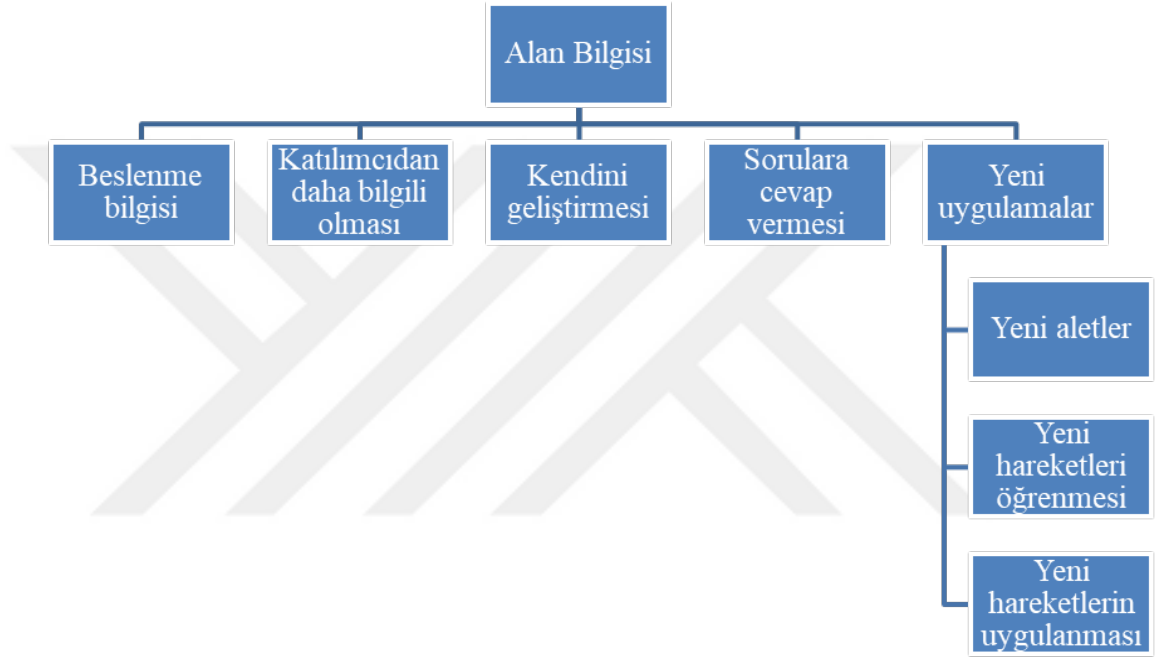 Alan Bilgisi
Beslenme
bilgisi
Katılımcıdan
daha bilgili
olması
Kendini
geliştirmesi
Sorulara
cevap
vermesi
Yeni
uygulamalar
Yeni aletler
Yeni
hareketleri
öğrenmesi
Yeni
hareketlerin
uygulanması